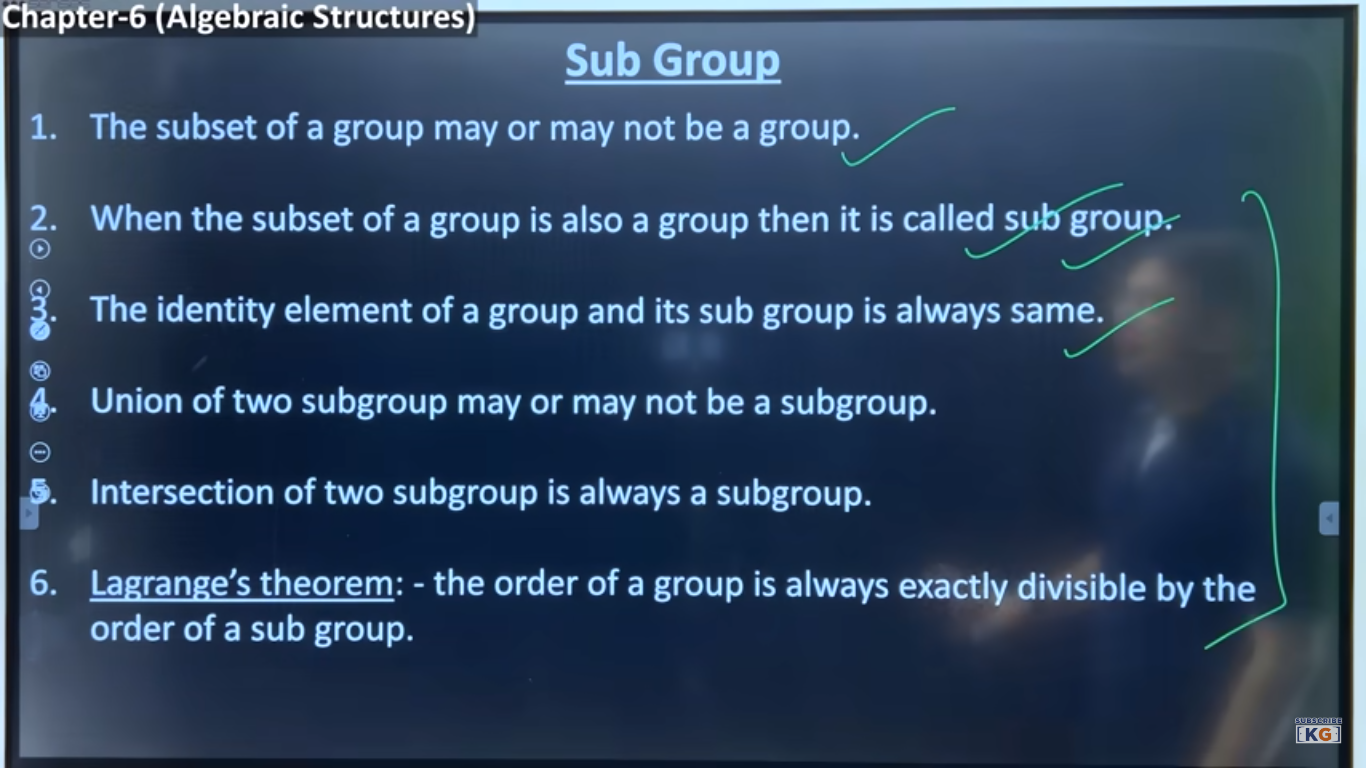 Chapter-6 (Algebraic Structures)
Sub Group
1. The subset of a group may or may not be a group.
2. When the subset of a group is also a group then it is called sub group.
3. The identity element of a group and its sub group is always same.
4. Union of two subgroup may or may not be a subgroup.
5. Intersection of two subgroup is always a subgroup.
6. Lagrange's theorem: - the order of a group is always exactly divisible by the
order of a sub group.
SUBSCRIBE
KG